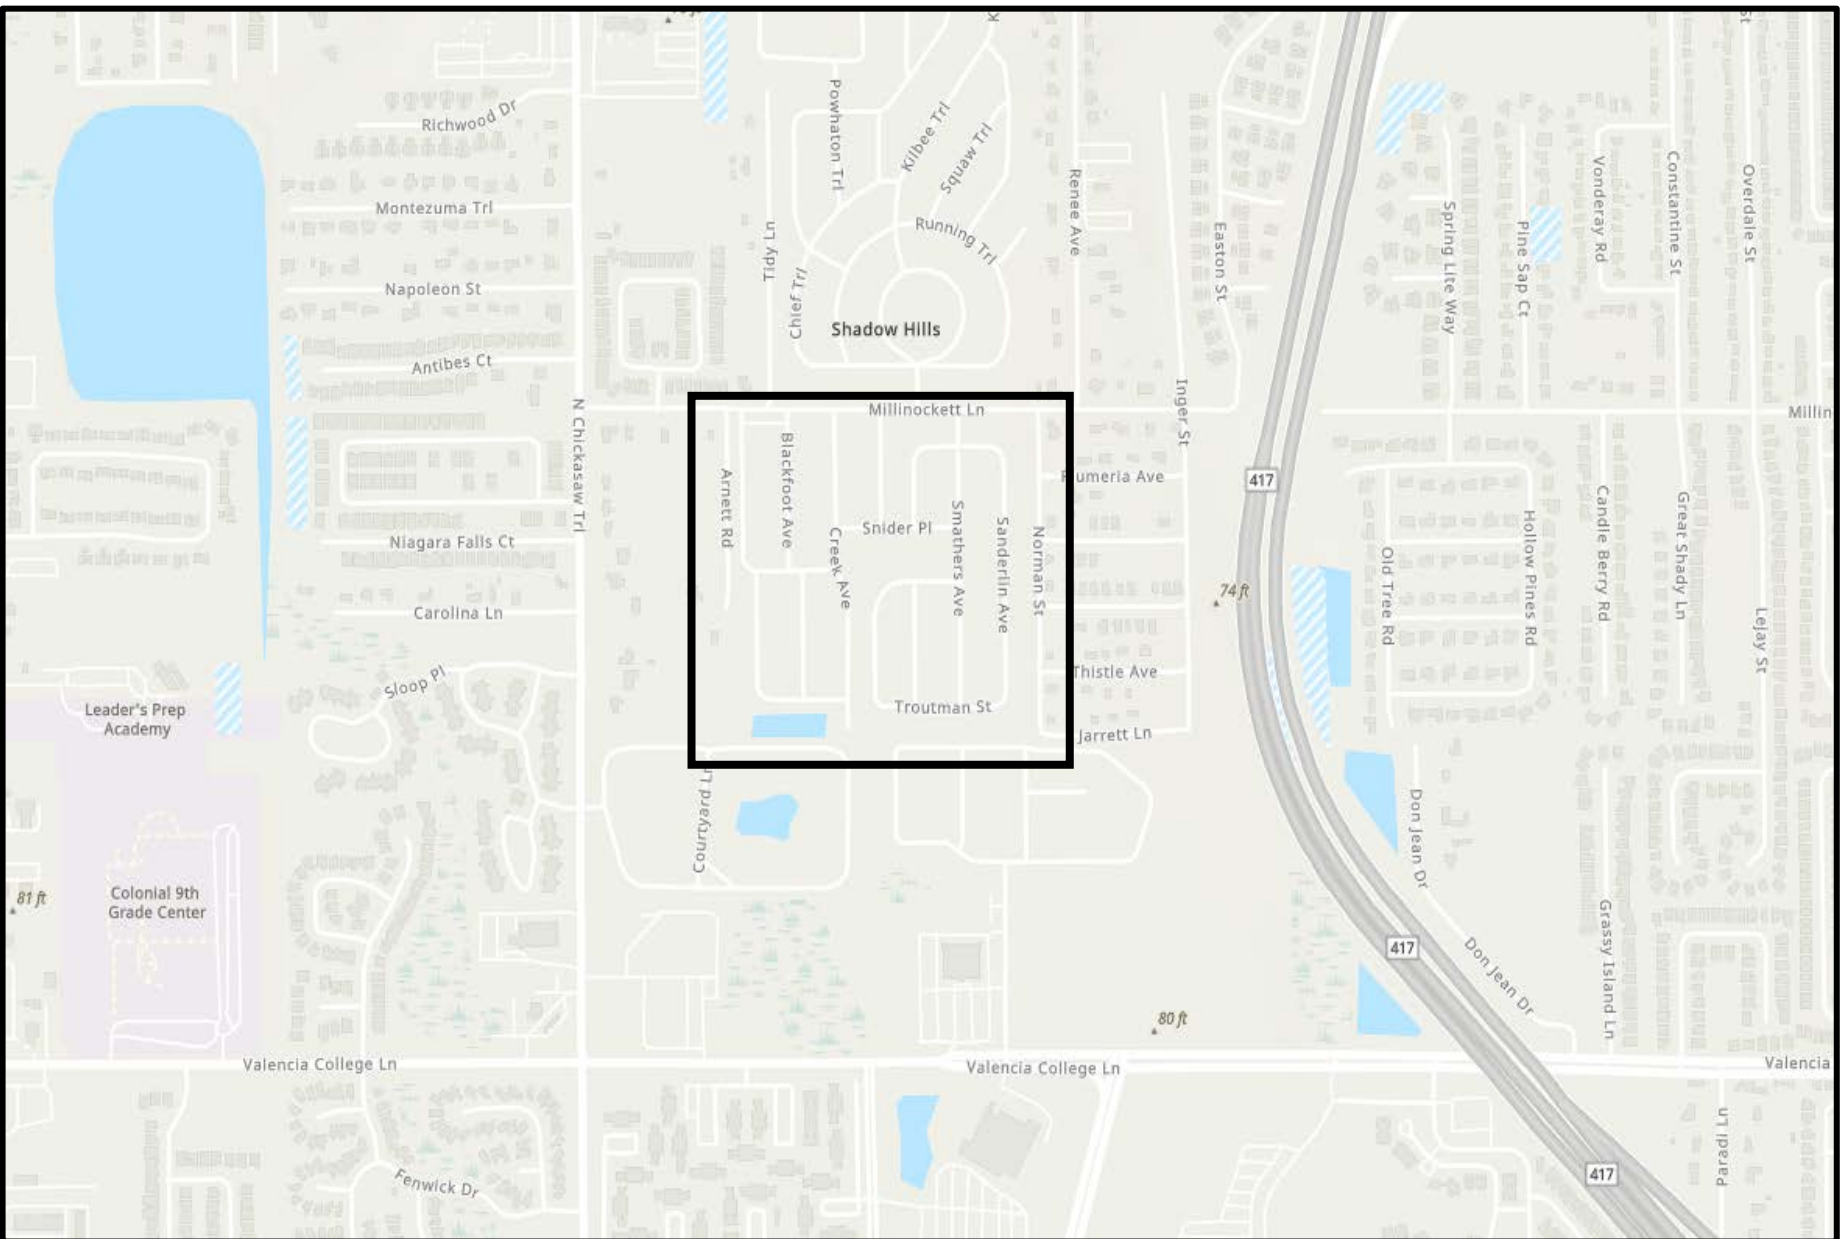 Richwood Dr
Powhaton Trl
Kilbee Trl
Squaw Trl
Renee Ave
Vonderay Rd
Constantine St
Overdale St
Montezuma Trl
Running Trl
Tipy Ln
Easton St
Spring Lite Way
Pine Sap Ct
Napoleon St
Chief Trl
Shadow Hills
Antibes Ct
Inger St
Millinockett Ln
Millin
N Chickasaw Trl
Blackfoot Ave
Arnett Rd
umeria Ave
417
Snider Pl
Smathers Ave
Sanderlin Ave
Norman St
Creek Ave
Niagara Falls Ct
Candle Berry Rd
Great Shady Ln
Hollow Pines Rd
Old Tree Rd
74 ft
Carolina Ln
Lejay St
Sloop Pl
Thistle Ave
Leader's Prep
Academy
Troutman St
Jarrett Ln
Courtyard Ln
Don Jean Dr
81 ft
Colonial 9th
Grade Center
Grassy Island Ln
417
Don Jean Dr
80 ft
Valencia College Ln
Valencia College Ln
Valencia
Paradi Ln
Fenwick Dr
417